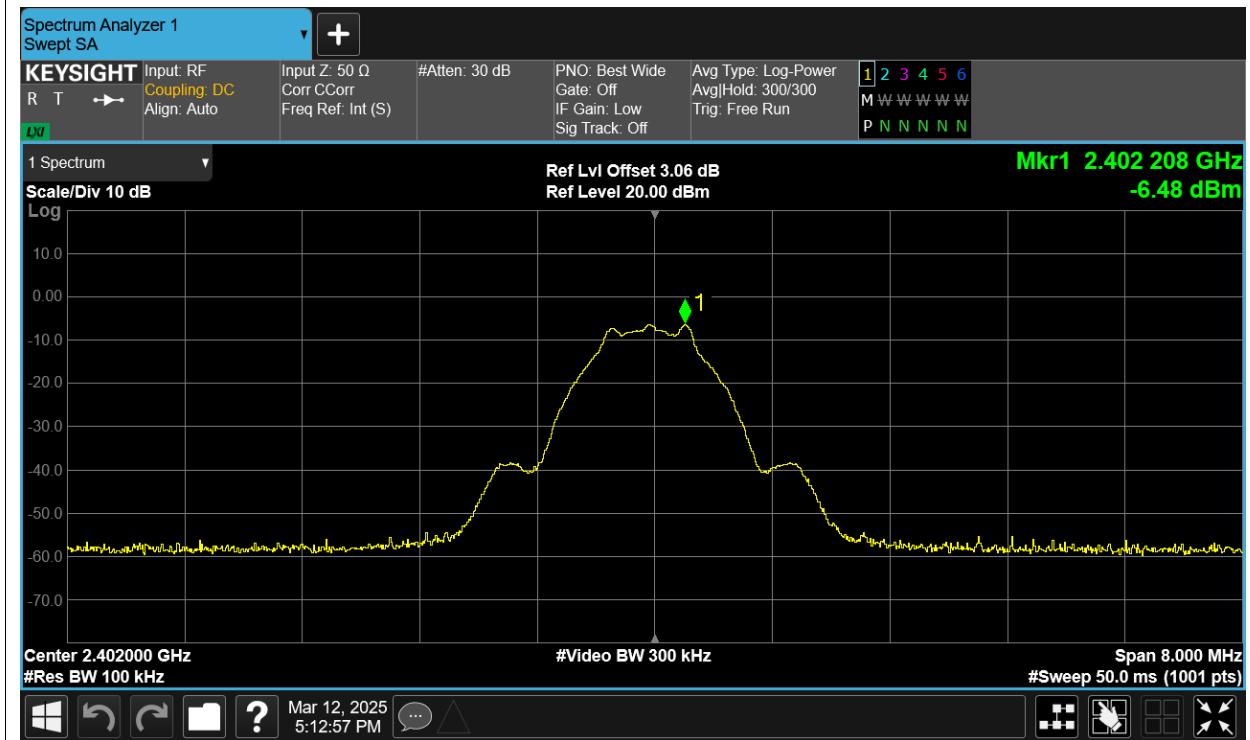 Spectrum Analyzer 1
Swept SA
KEYSIGHT
R T
LXI
Input: RF
Coupling: DC
Align: Auto
Input Z: 50 Ω
Corr CCorr
Freq Ref: Int (S)
#Atten: 30 dB
PNO: Best Wide
Gate: Off
IF Gain: Low
Sig Track: Off
Avg Type: Log-Power
Avg|Hold: 300/300
Trig: Free Run
1 2 3 4 5 6
M W W W W W
P N N N N N
1 Spectrum
Scale/Div 10 dB
Log
Ref Lvl Offset 3.06 dB
Ref Level 20.00 dBm
Mkr1 2.402 208 GHz
-6.48 dBm
10.0
0.00
1
-10.0
-20.0
-30.0
-40.0
-50.0
-60.0
-70.0
Center 2.402000 GHz
#Res BW 100 kHz
#Video BW 300 kHz
Span 8.000 MHz
#Sweep 50.0 ms (1001 pts)
?
Mar 12, 2025
5:12:57 PM